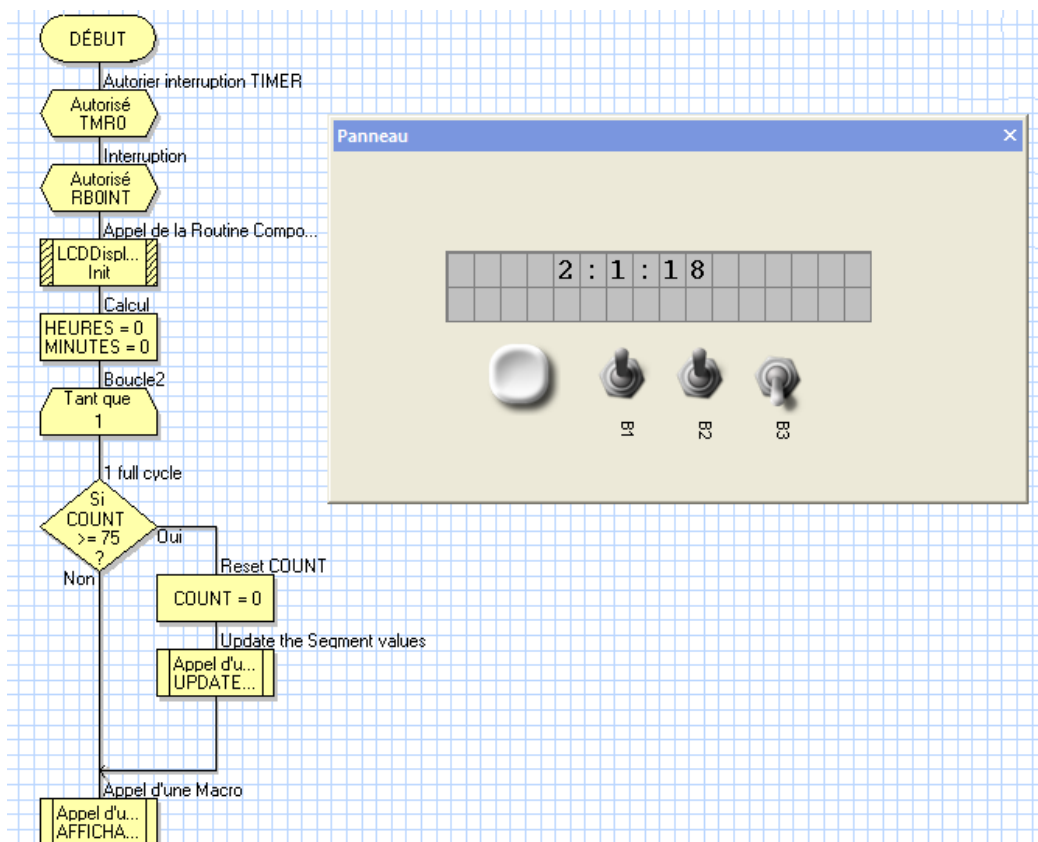 DÉBUT
Autorier interruption TIMER
Autorisé
TMR0
Interruption
Autorisé
RB0INT
Appel de la Routine Compo...
LCDDispl...
Init
Calcul
HEURES = 0
MINUTES = 0
Boucle2
Tant que
1
1 full cycle
Si
COUNT
>= 75
?
Oui
Non
Reset COUNT
COUNT = 0
Update the Segment values
Appel d'u...
UPDATE...
Appel d'une Macro
Appel d'u...
AFFICHA...
Panneau
2:1:18
B1
B2
B3